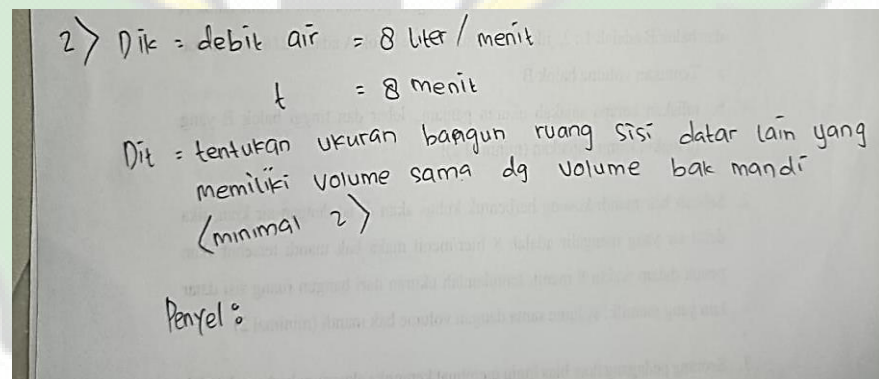 2) Dik = debit air = 8 liter / menit
t = 8 menit
Dit = tentukan ukuran bangun ruang sisi datar lain yang
memiliki volume sama dg volume bak mandi
(minimal 2)
Penyel :